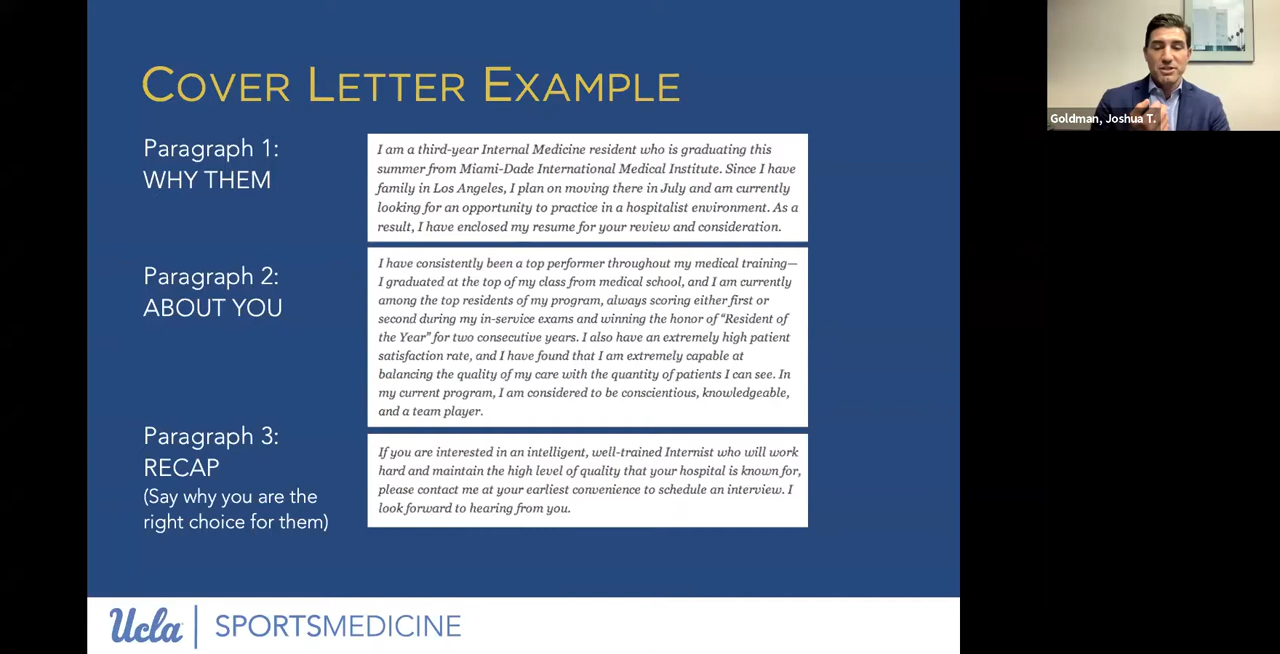 COVER LETTER EXAMPLE
Goldman, Joshua T.
Paragraph 1:
WHY THEM
I am a third-year Internal Medicine resident who is graduating this
summer from Miami-Dade International Medical Institute. Since I have
family in Los Angeles, I plan on moving there in July and am currently
looking for an opportunity to practice in a hospitalist environment. As a
result, I have enclosed my resume for your review and consideration.
Paragraph 2:
ABOUT YOU
I have consistently been a top performer throughout my medical training—
I graduated at the top of my class from medical school, and I am currently
among the top residents of my program, always scoring either first or
second during my in-service exams and winning the honor of “Resident of
the Year” for two consecutive years. I also have an extremely high patient
satisfaction rate, and I have found that I am extremely capable at
balancing the quality of my care with the quantity of patients I can see. In
my current program, I am considered to be conscientious, knowledgeable,
and a team player.
Paragraph 3:
RECAP
(Say why you are the
right choice for them)
If you are interested in an intelligent, well-trained Internist who will work
hard and maintain the high level of quality that your hospital is known for,
please contact me at your earliest convenience to schedule an interview. I
look forward to hearing from you.
Ucla | SPORTSMEDICINE